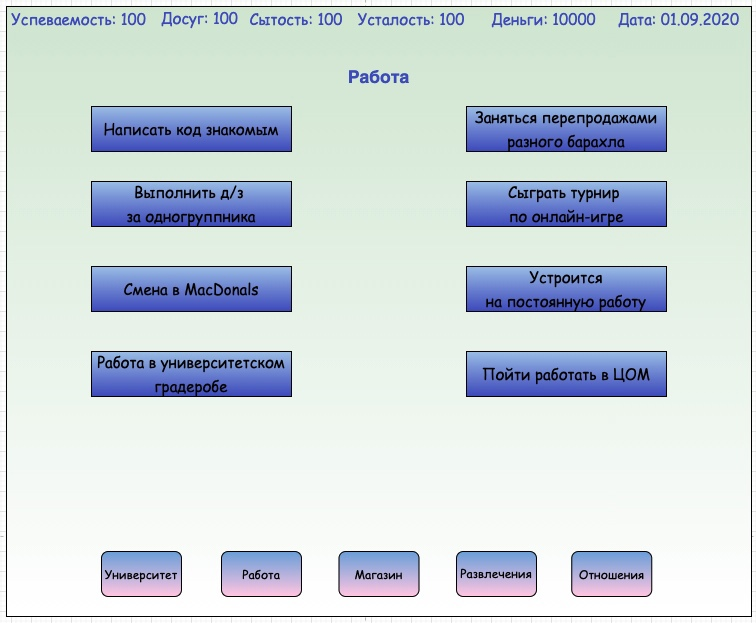 Успеваемость: 100 Досуг: 100 Сытость: 100 Усталость: 100 Деньги: 10000 Дата: 01.09.2020
Работа
Написать код знакомым
Заняться перепродажами
разного барахла
Выполнить д/з
за одногруппника
Сыграть турнир
по онлайн-игре
Смена в MacDonals
Устроится
на постоянную работу
Работа в университетском
градеробе
Пойти работать в ЦОМ
Университет
Работа
Магазин
Развлечения
Отношения